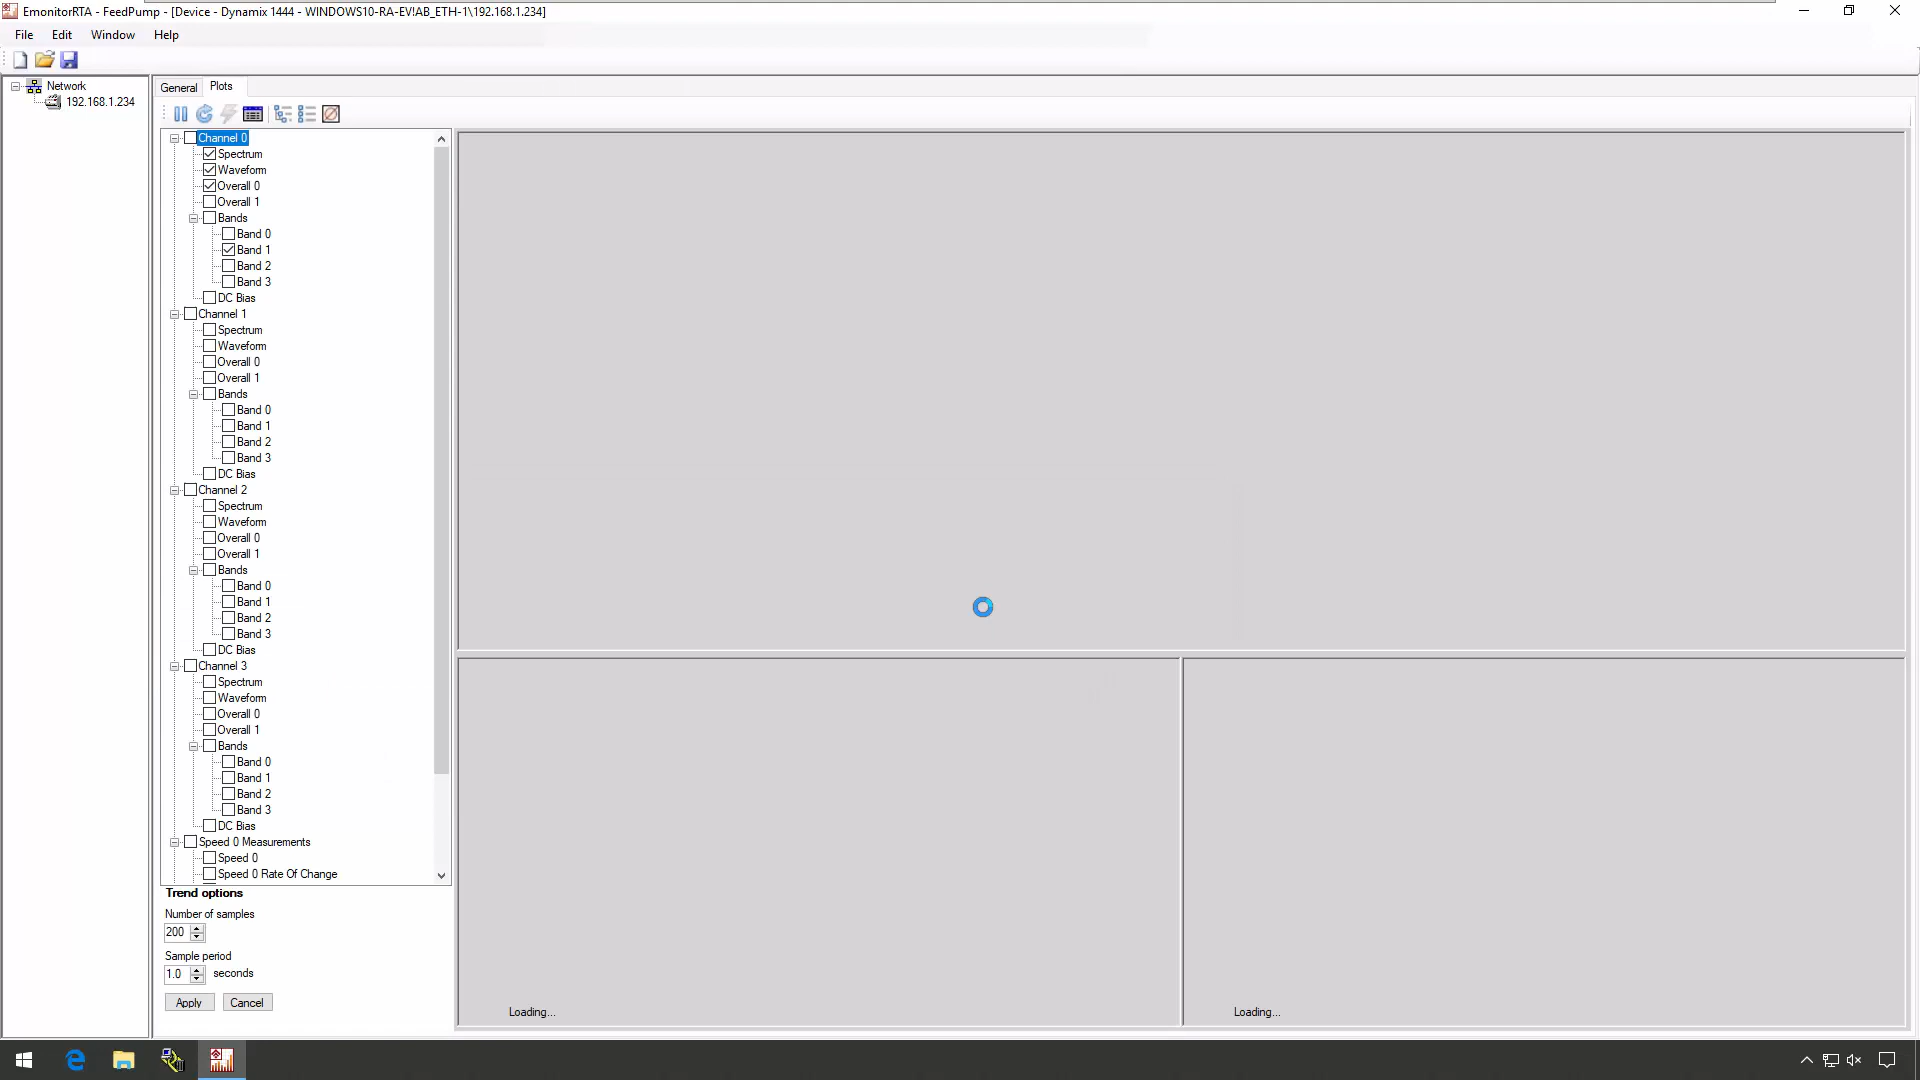 EmonitorRTA - FeedPump - [Device - Dynamix 1444 - WINDOWS10-RA-EV!AB_ETH-1\192.168.1.234]
File Edit Window Help
Network
192.168.1.234
General Plots
Channel 0
Spectrum
Waveform
Overall 0
Overall 1
Bands
Band 0
Band 1
Band 2
Band 3
DC Bias
Channel 1
Spectrum
Waveform
Overall 0
Overall 1
Bands
Band 0
Band 1
Band 2
Band 3
DC Bias
Channel 2
Spectrum
Waveform
Overall 0
Overall 1
Bands
Band 0
Band 1
Band 2
Band 3
DC Bias
Channel 3
Spectrum
Waveform
Overall 0
Overall 1
Bands
Band 0
Band 1
Band 2
Band 3
DC Bias
Speed 0 Measurements
Speed 0
Speed 0 Rate Of Change
Trend options
Number of samples
200
Sample period
1.0 seconds
Apply Cancel
Loading...
Loading...